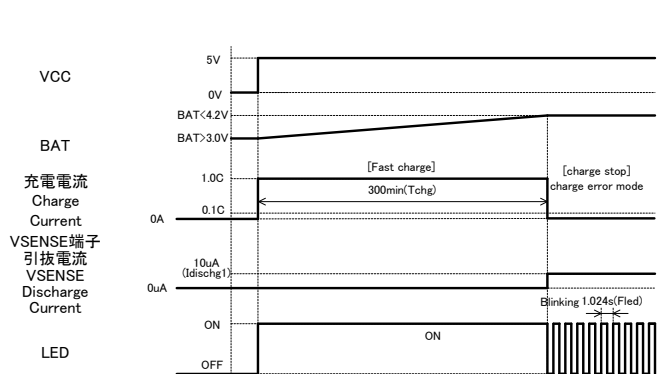 VCC
5V
0V
BAT
BAT<4.2V
BAT>3.0V
充電電流
Charge
Current
1.0C
0.1C
0A
[Fast charge]
300min(Tchg)
[charge stop]
charge error mode
VSENSE端子
引抜電流
VSENSE
Discharge
Current
10uA
(Idischg1)
0uA
Blinking 1.024s(Fled)
LED
ON
OFF
ON